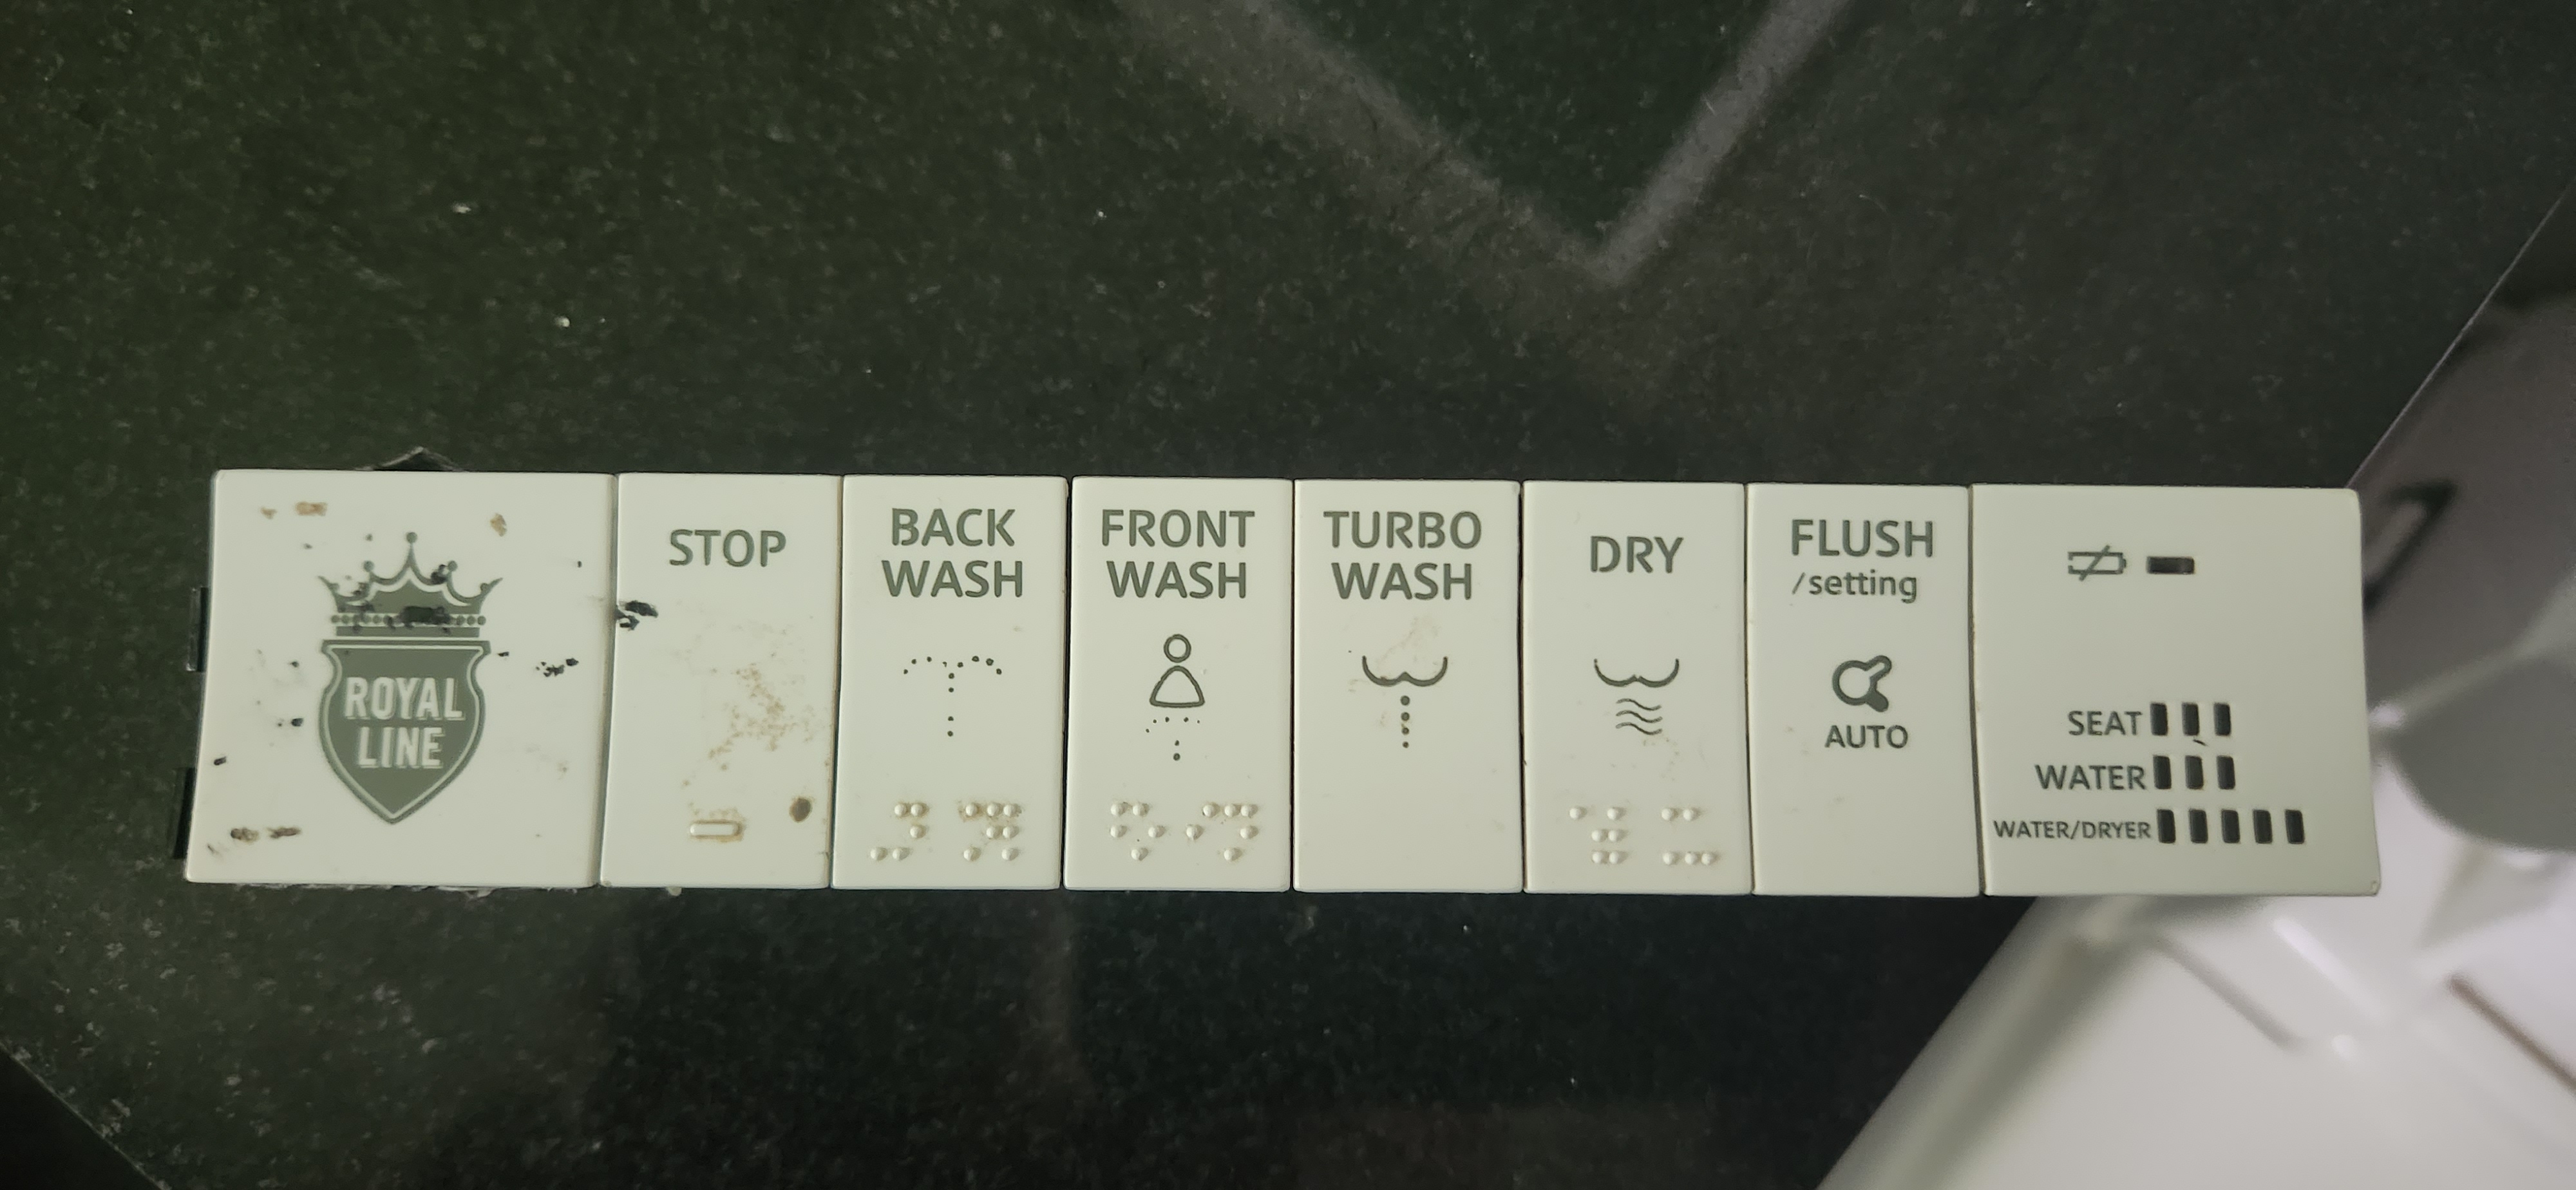 ROYAL
LINE
STOP
BACK
WASH
FRONT
WASH
TURBO
WASH
DRY
FLUSH
/setting
AUTO
SEAT
WATER
WATER/DRYER